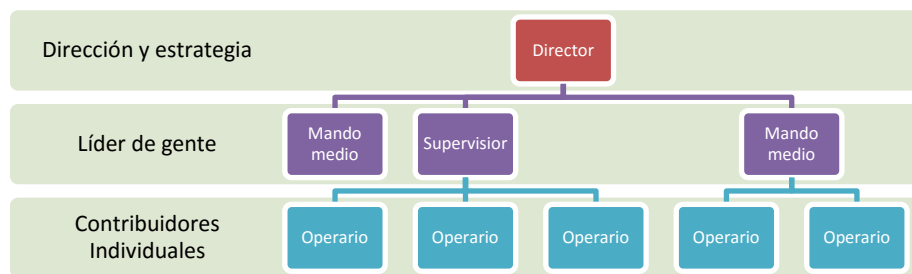 Dirección y estrategia
Director
Líder de gente
Mando
medio
Supervisior
Mando
medio
Contribuidores
Individuales
Operario
Operario
Operario
Operario
Operario